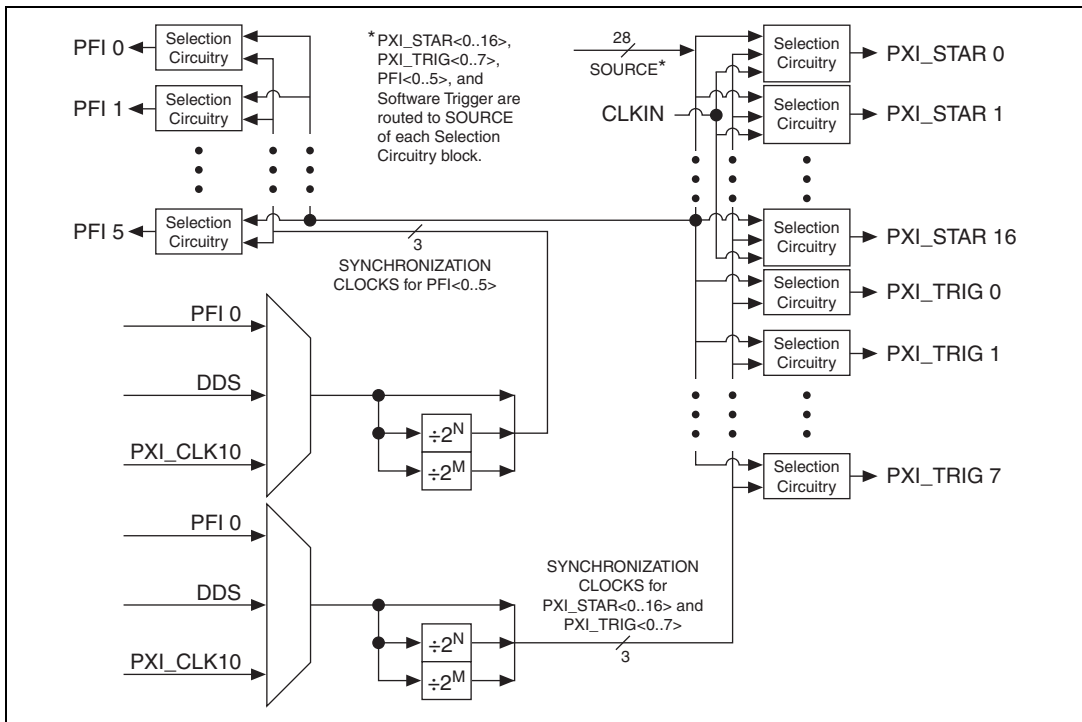 PFI 0
Selection
Circuitry
PFI 1
Selection
Circuitry
PFI 5
Selection
Circuitry
*PXI_STAR<0..16>,
PXI_TRIG<0..7>,
PFI<0..5>, and
Software Trigger are
routed to SOURCE
of each Selection
Circuitry block.
28
SOURCE*
CLKIN
Selection
Circuitry
PXI_STAR 0
Selection
Circuitry
PXI_STAR 1
Selection
Circuitry
PXI_STAR 16
Selection
Circuitry
PXI_TRIG 0
Selection
Circuitry
PXI_TRIG 1
Selection
Circuitry
PXI_TRIG 7
3
SYNCHRONIZATION
CLOCKS for PFI<0..5>
PFI 0
DDS
PXI_CLK10
÷2^N
÷2^M
PFI 0
DDS
PXI_CLK10
÷2^N
÷2^M
SYNCHRONIZATION
CLOCKS for
PXI_STAR<0..16> and
PXI_TRIG<0..7>
3